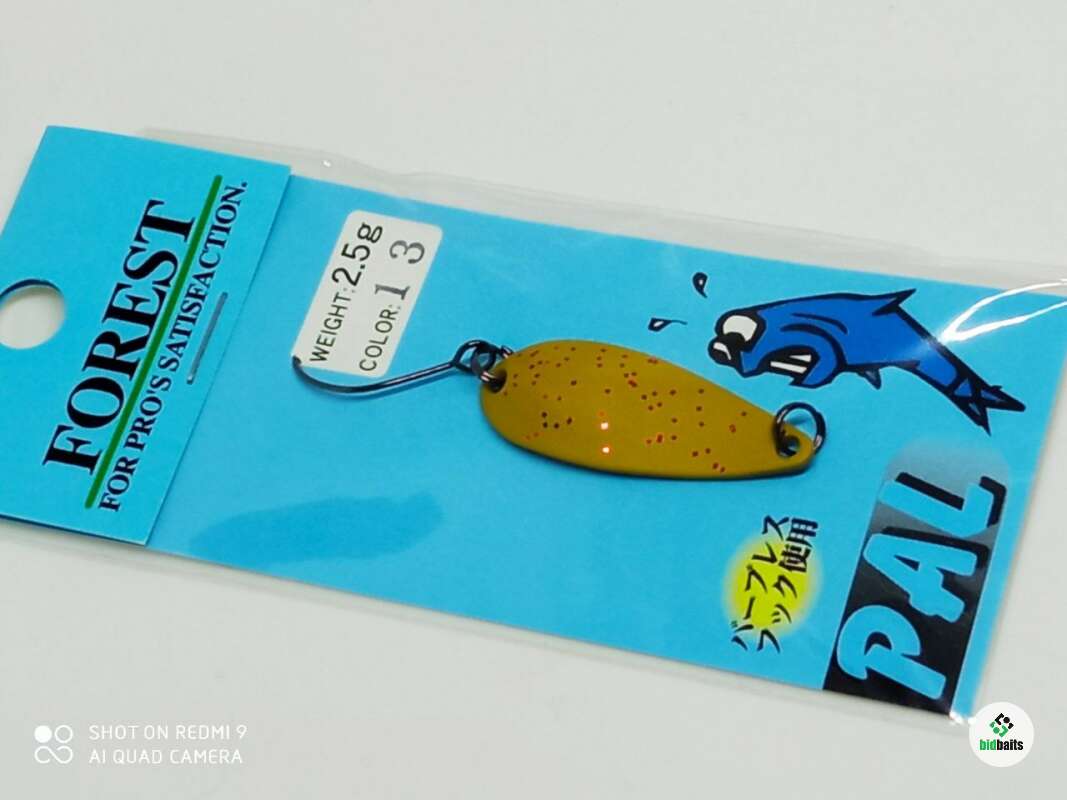 FOREST
FOR PRO'S SATISFACTION.
WEIGHT:2.5g
COLOR:13
バーブレス
フック使用
PAL
SHOT ON REDMI 9
AI QUAD CAMERA
bidbaits